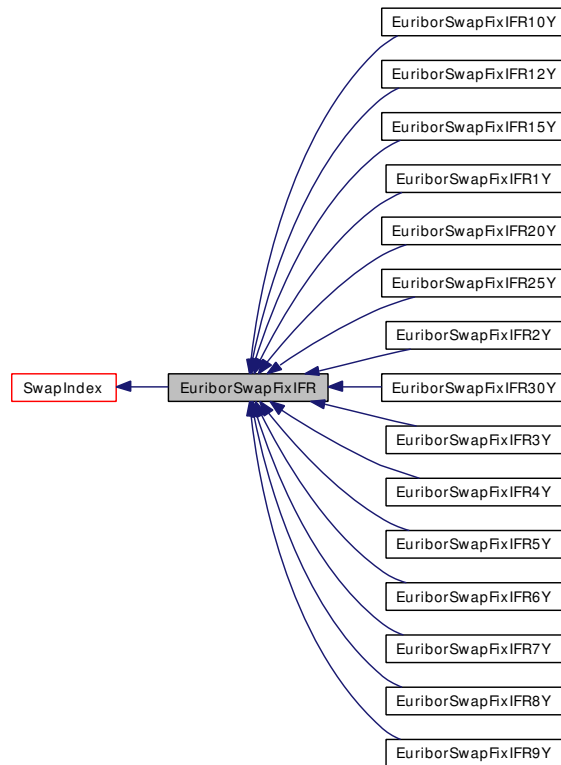 EuriborSwapFixIFR10Y
EuriborSwapFixIFR12Y
EuriborSwapFixIFR15Y
EuriborSwapFixIFR1Y
EuriborSwapFixIFR20Y
EuriborSwapFixIFR25Y
EuriborSwapFixIFR2Y
SwapIndex
EuriborSwapFixIFR
EuriborSwapFixIFR30Y
EuriborSwapFixIFR3Y
EuriborSwapFixIFR4Y
EuriborSwapFixIFR5Y
EuriborSwapFixIFR6Y
EuriborSwapFixIFR7Y
EuriborSwapFixIFR8Y
EuriborSwapFixIFR9Y